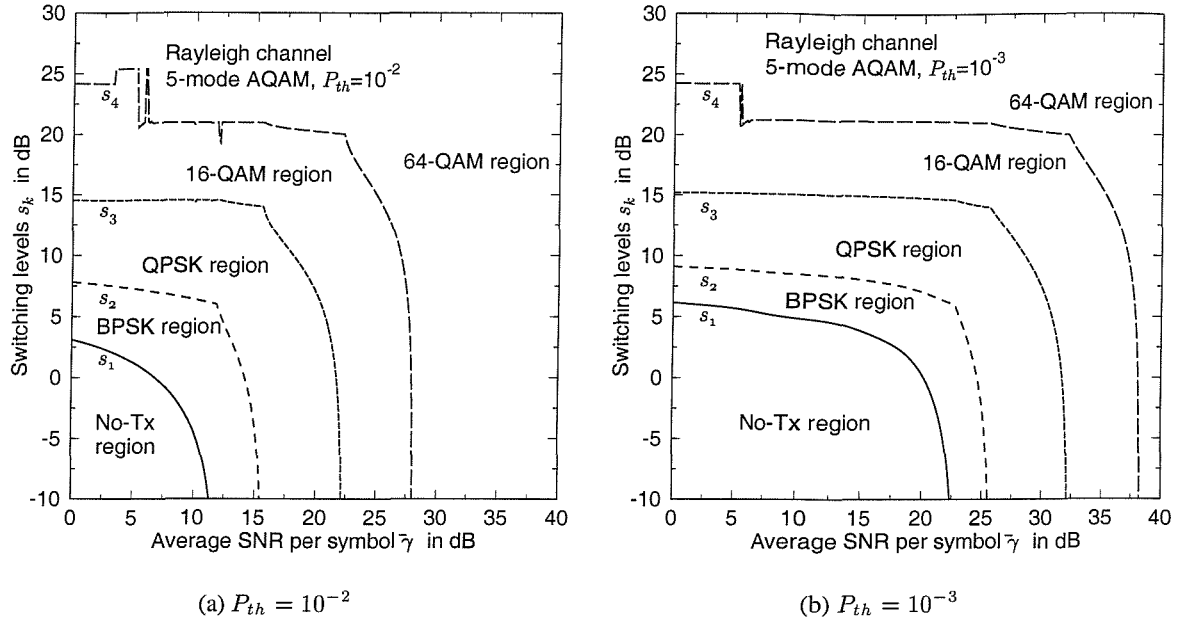 30
25
20
15
10
5
0
-5
-10
Switching levels s_k in dB
Rayleigh channel
5-mode AQAM, P_th=10^-2
s_4
64-QAM region
16-QAM region
s_3
QPSK region
s_2
BPSK region
s_1
No-Tx
region
0 5 10 15 20 25 30 35 40
Average SNR per symbol γ̄ in dB
(a) P_th = 10^-2
30
25
20
15
10
5
0
-5
-10
Switching levels s_k in dB
Rayleigh channel
5-mode AQAM, P_th=10^-3
s_4
64-QAM region
16-QAM region
s_3
QPSK region
s_2
BPSK region
s_1
No-Tx region
0 5 10 15 20 25 30 35 40
Average SNR per symbol γ̄ in dB
(b) P_th = 10^-3